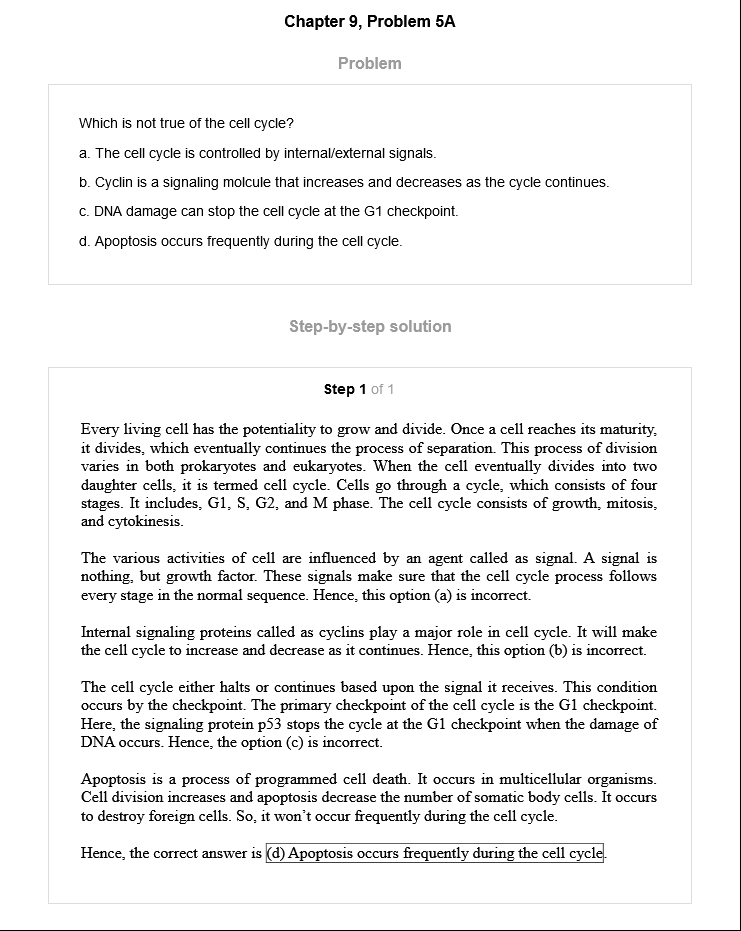 Chapter 9, Problem 5A
Problem
Which is not true of the cell cycle?
a. The cell cycle is controlled by internal/external signals.
b. Cyclin is a signaling molcule that increases and decreases as the cycle continues.
c. DNA damage can stop the cell cycle at the G1 checkpoint.
d. Apoptosis occurs frequently during the cell cycle.
Step-by-step solution
Step 1 of 1
Every living cell has the potentiality to grow and divide. Once a cell reaches its maturity,
it divides, which eventually continues the process of separation. This process of division
varies in both prokaryotes and eukaryotes. When the cell eventually divides into two
daughter cells, it is termed cell cycle. Cells go through a cycle, which consists of four
stages. It includes, G1, S, G2, and M phase. The cell cycle consists of growth, mitosis,
and cytokinesis.
The various activities of cell are influenced by an agent called as signal. A signal is
nothing, but growth factor. These signals make sure that the cell cycle process follows
every stage in the normal sequence. Hence, this option (a) is incorrect.
Internal signaling proteins called as cyclins play a major role in cell cycle. It will make
the cell cycle to increase and decrease as it continues. Hence, this option (b) is incorrect.
The cell cycle either halts or continues based upon the signal it receives. This condition
occurs by the checkpoint. The primary checkpoint of the cell cycle is the G1 checkpoint.
Here, the signaling protein p53 stops the cycle at the G1 checkpoint when the damage of
DNA occurs. Hence, the option (c) is incorrect.
Apoptosis is a process of programmed cell death. It occurs in multicellular organisms.
Cell division increases and apoptosis decrease the number of somatic body cells. It occurs
to destroy foreign cells. So, it won't occur frequently during the cell cycle.
Hence, the correct answer is (d) Apoptosis occurs frequently during the cell cycle.